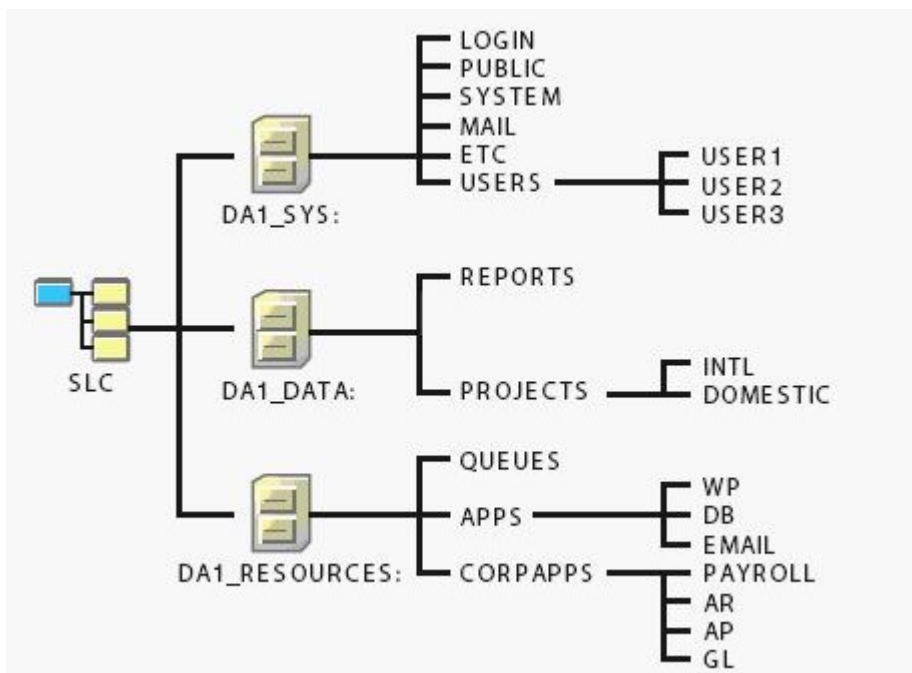 LOGIN
PUBLIC
SYSTEM
MAIL
ETC
USERS
USER1
USER2
USER3
DA1_SYS:
REPORTS
PROJECTS
INTL
DOMESTIC
DA1_DATA:
SLC
QUEUES
APPS
WP
DB
EMAIL
DA1_RESOURCES:
CORPAPPS
PAYROLL
AR
AP
GL